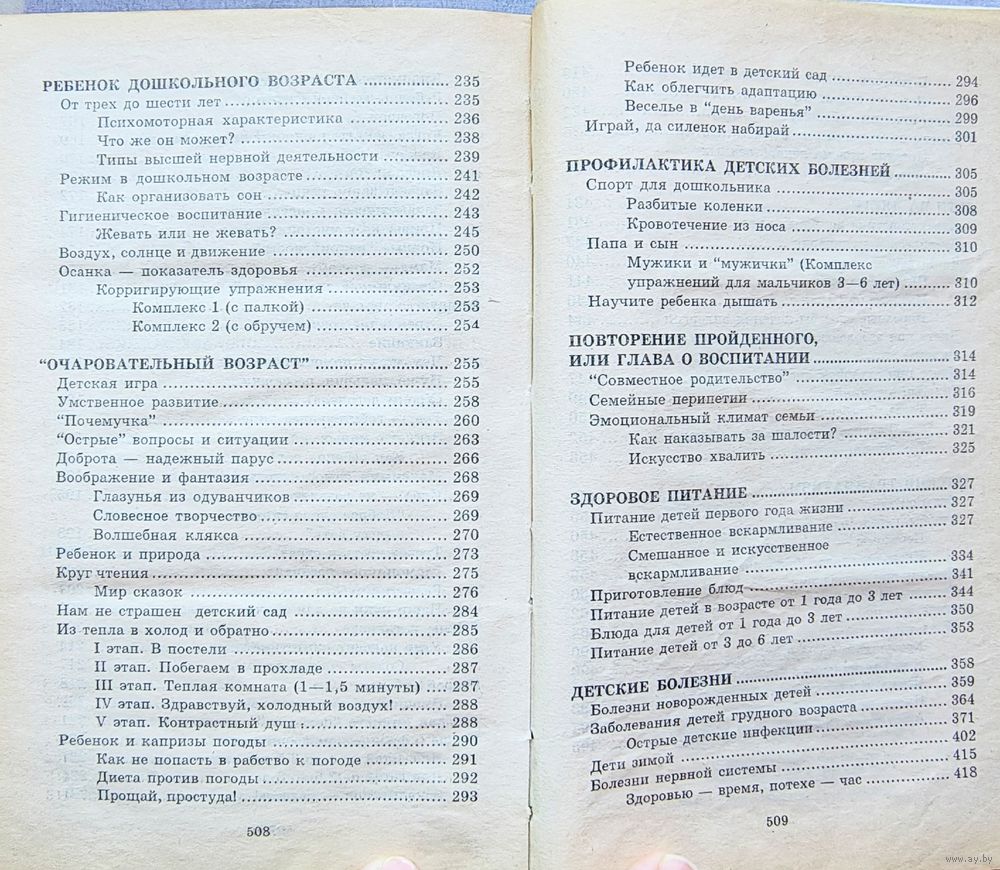 РЕБЕНОК ДОШКОЛЬНОГО ВОЗРАСТА ........ 235
От трех до шести лет ........ 235
Психомоторная характеристика ........ 236
Что же он может? ........ 238
Типы высшей нервной деятельности ........ 239
Режим в дошкольном возрасте ........ 241
Как организовать сон ........ 242
Гигиеническое воспитание ........ 243
Жевать или не жевать? ........ 245
Воздух, солнце и движение ........ 250
Осанка — показатель здоровья ........ 252
Корригирующие упражнения ........ 253
Комплекс 1 (с палкой) ........ 253
Комплекс 2 (с обручем) ........ 254
“ОЧАРОВАТЕЛЬНЫЙ ВОЗРАСТ” ........ 255
Детская игра ........ 255
Умственное развитие ........ 258
“Почемучка” ........ 260
“Острые” вопросы и ситуации ........ 263
Доброта — надежный парус ........ 266
Воображение и фантазия ........ 268
Глазунья из одуванчиков ........ 269
Словесное творчество ........ 269
Волшебная клякса ........ 270
Ребенок и природа ........ 273
Круг чтения ........ 275
Мир сказок ........ 276
Нам не страшен детский сад ........ 284
Из тепла в холод и обратно ........ 285
I этап. В постели ........ 286
II этап. Побегаем в прохладе ........ 287
III этап. Теплая комната (1—1,5 минуты) ... 287
IV этап. Здравствуй, холодный воздух! ........ 288
V этап. Контрастный душ ........ 288
Ребенок и капризы погоды ........ 290
Как не попасть в рабство к погоде ........ 291
Диета против погоды ........ 292
Прощай, простуда! ........ 293
508
Ребенок идет в детский сад ........ 294
Как облегчить адаптацию ........ 296
Веселье в “день варенья” ........ 299
Играй, да силенок набирай ........ 301
ПРОФИЛАКТИКА ДЕТСКИХ БОЛЕЗНЕЙ ........ 305
Спорт для дошкольника ........ 305
Разбитые коленки ........ 308
Кровотечение из носа ........ 309
Папа и сын ........ 310
Мужики и “мужички” (Комплекс
упражнений для мальчиков 3—6 лет) ........ 310
Научите ребенка дышать ........ 312
ПОВТОРЕНИЕ ПРОЙДЕННОГО,
ИЛИ ГЛАВА О ВОСПИТАНИИ ........ 314
“Совместное родительство” ........ 314
Семейные перипетии ........ 316
Эмоциональный климат семьи ........ 319
Как наказывать за шалости? ........ 321
Искусство хвалить ........ 325
ЗДОРОВОЕ ПИТАНИЕ ........ 327
Питание детей первого года жизни ........ 327
Естественное вскармливание ........ 327
Смешанное и искусственное
вскармливание ........ 334
Приготовление блюд ........ 341
Питание детей в возрасте от 1 года до 3 лет ........ 344
Блюда для детей от 1 года до 3 лет ........ 350
Питание детей от 3 до 6 лет ........ 353
ДЕТСКИЕ БОЛЕЗНИ ........ 358
Болезни новорожденных детей ........ 359
Заболевания детей грудного возраста ........ 364
Острые детские инфекции ........ 371
Дети зимой ........ 402
Болезни нервной системы ........ 415
Здоровью — время, потехе — час ........ 418
509
www.ay.by